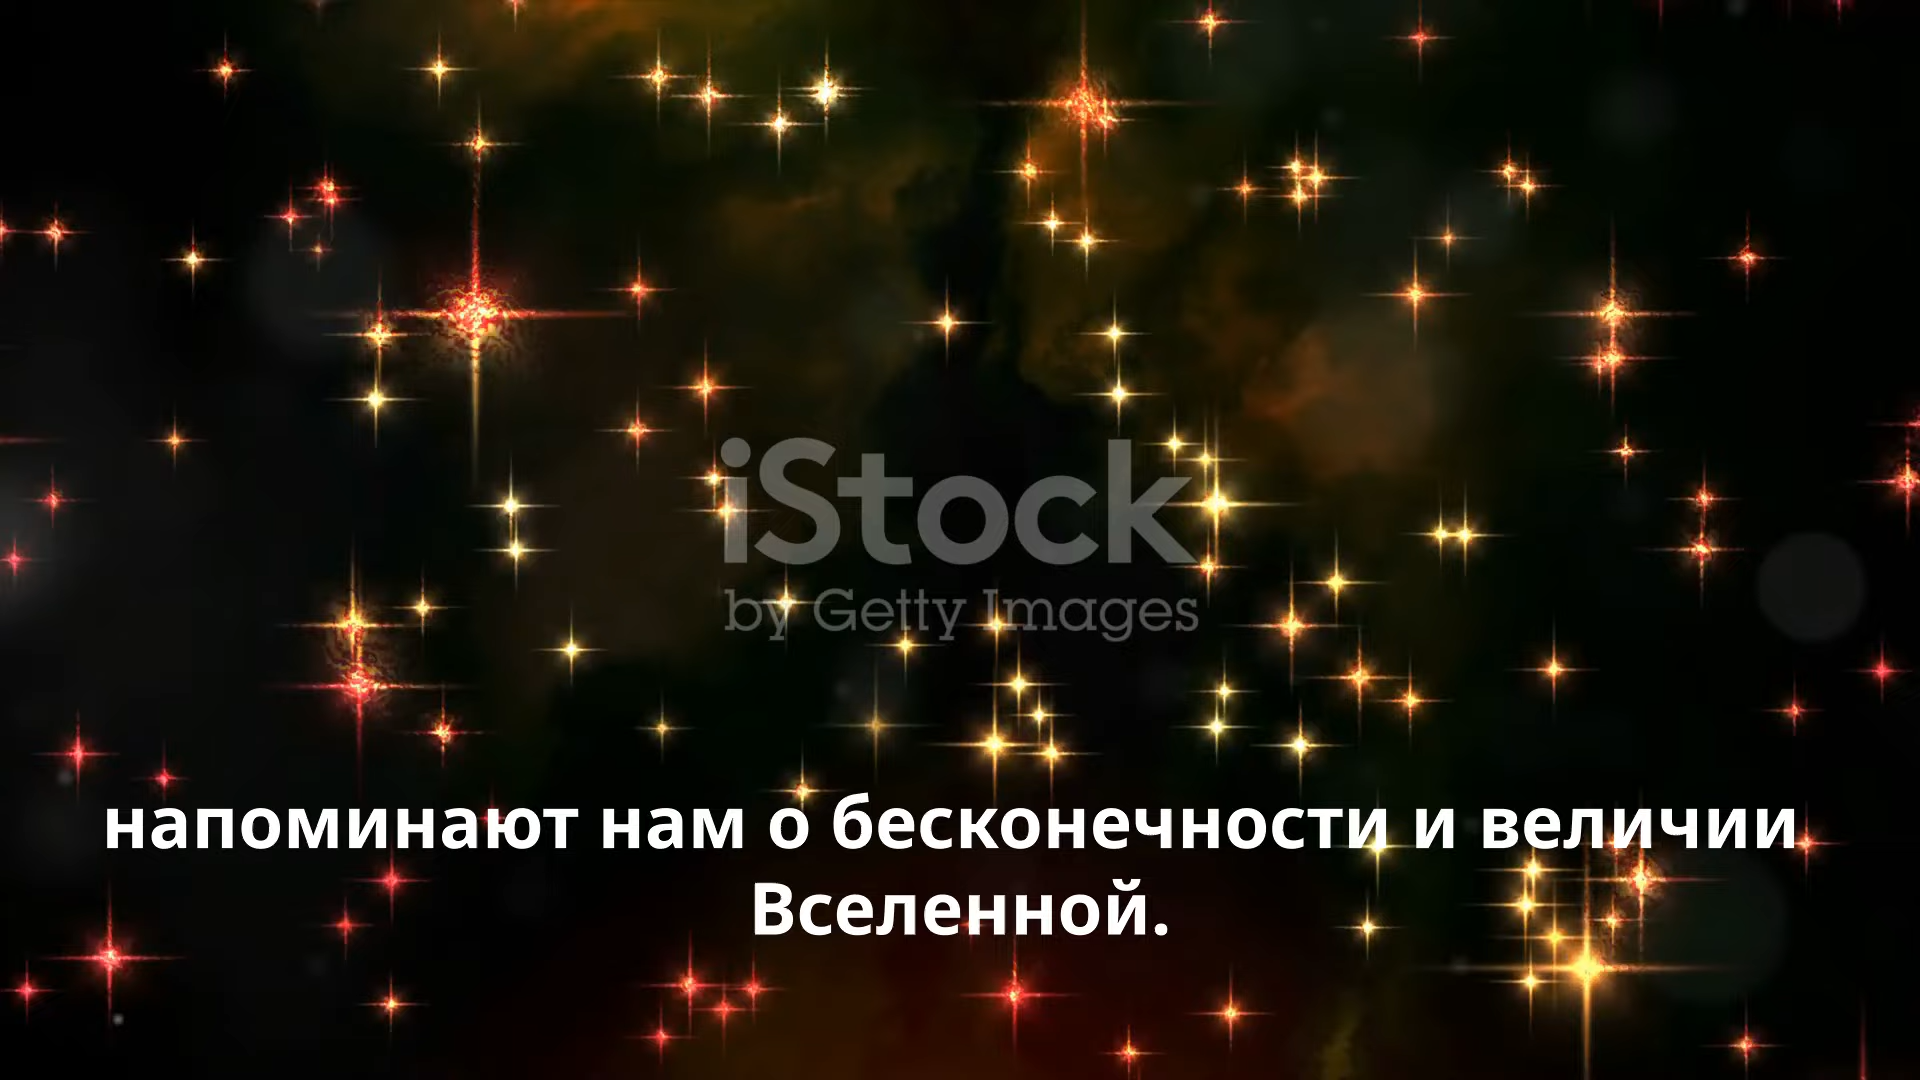 iStock
by Getty Images
напоминают нам о бесконечности и величии
Вселенной.